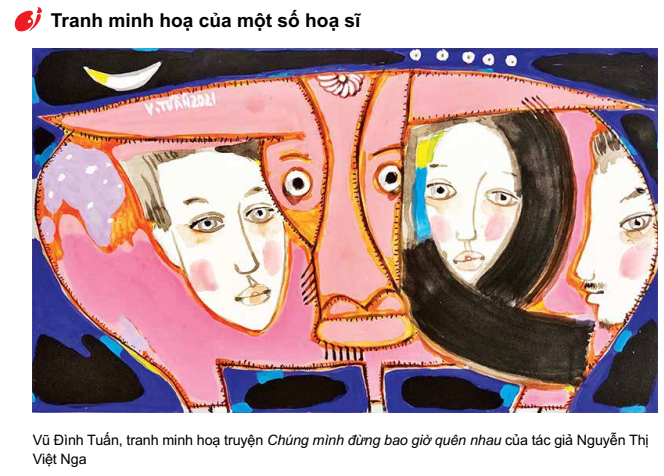 Tranh minh hoạ của một số hoạ sĩ
V.TUẤN2021
Vũ Đình Tuấn, tranh minh hoạ truyện Chúng mình đừng bao giờ quên nhau của tác giả Nguyễn Thị
Việt Nga